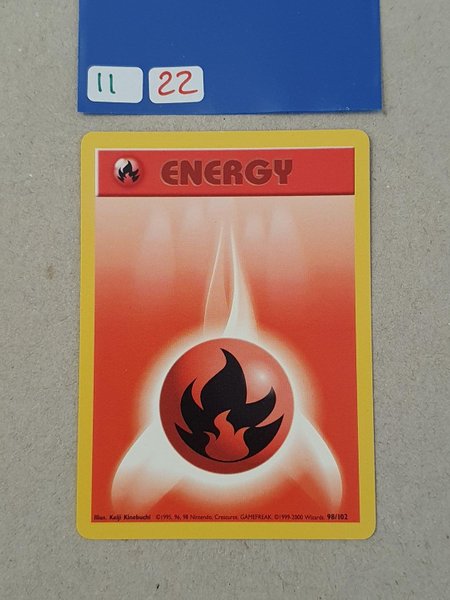 11 22
ENERGY
Illus. Keiji Kinebuchi ©1995, 96, 98 Nintendo, Creatures, GAMEFREAK. ©1999-2000 Wizards. 98/102